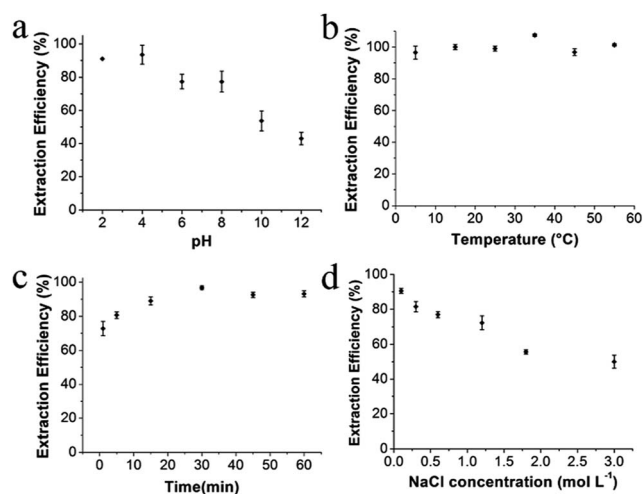 a
Extraction Efficiency (%)
100
80
60
40
20
0
2 4 6 8 10 12
pH
b
Extraction Efficiency (%)
100
80
60
40
20
0
0 10 20 30 40 50 60
Temperature (°C)
c
Extraction Efficiency (%)
100
80
60
40
20
0
0 10 20 30 40 50 60
Time(min)
d
Extraction Efficiency (%)
100
80
60
40
20
0
0.0 0.5 1.0 1.5 2.0 2.5 3.0
NaCl concentration (mol L⁻¹)